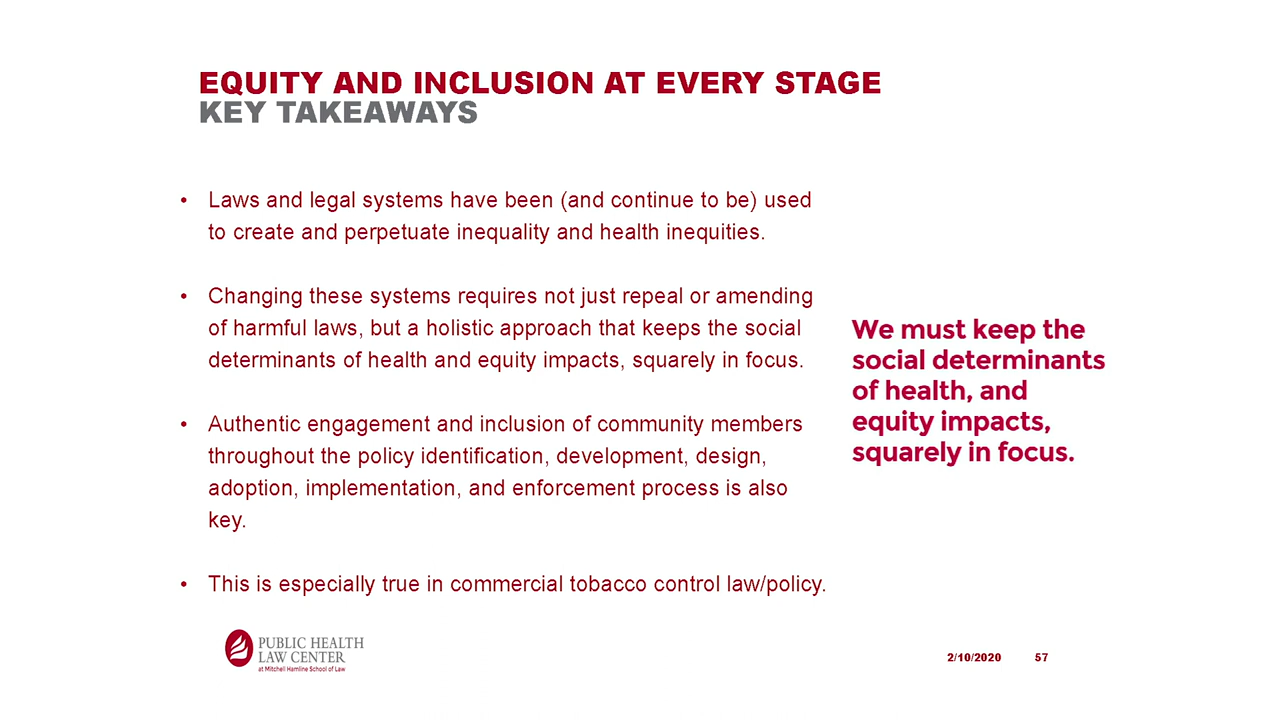 EQUITY AND INCLUSION AT EVERY STAGE
KEY TAKEAWAYS
• Laws and legal systems have been (and continue to be) used
to create and perpetuate inequality and health inequities.
• Changing these systems requires not just repeal or amending
of harmful laws, but a holistic approach that keeps the social
determinants of health and equity impacts, squarely in focus.
• Authentic engagement and inclusion of community members
throughout the policy identification, development, design,
adoption, implementation, and enforcement process is also
key.
• This is especially true in commercial tobacco control law/policy.
We must keep the
social determinants
of health, and
equity impacts,
squarely in focus.
PUBLIC HEALTH
LAW CENTER
at Mitchell Hamline School of Law
2/10/2020 57